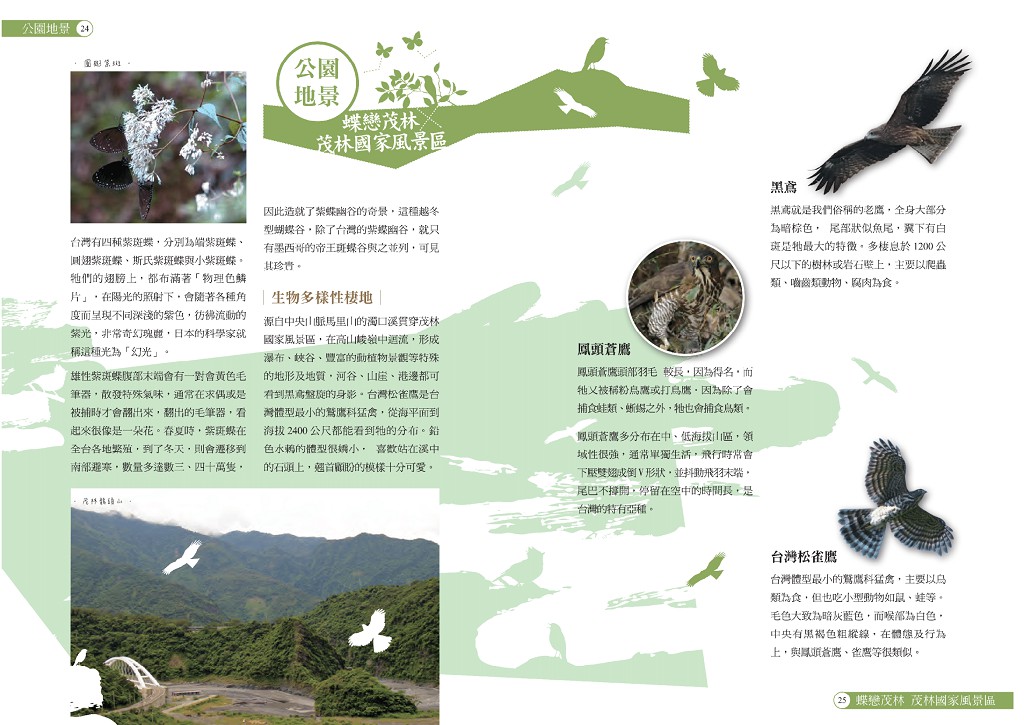 公園地景 24
· 圓翅紫斑 ·
台灣有四種紫斑蝶，分別為端紫斑蝶、
圓翅紫斑蝶、斯氏紫斑蝶與小紫斑蝶。
牠們的翅膀上，都布滿著「物理色鱗
片」，在陽光的照射下，會隨著各種角
度而呈現不同深淺的紫色，彷彿流動的
紫光，非常奇幻瑰麗，日本的科學家就
稱這種光為「幻光」。
雄性紫斑蝶腹部末端會有一對會黃色毛
筆器，散發特殊氣味，通常在求偶或是
被捕時才會翻出來，翻出的毛筆器，看
起來很像是一朵花。春夏時，紫斑蝶在
全台各地繁殖，到了冬天，則會遷移到
南部避寒，數量多達數三、四十萬隻，
公園
地景
蝶戀茂林
茂林國家風景區
因此造就了紫蝶幽谷的奇景，這種越冬
型蝴蝶谷，除了台灣的紫蝶幽谷，就只
有墨西哥的帝王斑蝶谷與之並列，可見
其珍貴。
生物多樣性棲地
源自中央山脈馬里山的濁口溪貫穿茂林
國家風景區，在高山峻嶺中迴流，形成
瀑布、峽谷、豐富的動植物景觀等特殊
的地形及地質，河谷、山崖、港邊都可
看到黑鳶盤旋的身影。台灣松雀鷹是台
灣體型最小的鷲鷹科猛禽，從海平面到
海拔 2400 公尺都能看到牠的分布。鉛
色水鶇的體型很嬌小， 喜歡站在溪中
的石頭上，翹首顧盼的模樣十分可愛。
· 茂林龍頭山 ·
黑鳶
黑鳶就是我們俗稱的老鷹，全身大部分
為暗棕色， 尾部狀似魚尾，翼下有白
斑是牠最大的特徵。多棲息於 1200 公
尺以下的樹林或岩石壁上，主要以爬蟲
類、嚙齒類動物、腐肉為食。
鳳頭蒼鷹
鳳頭蒼鷹頭部羽毛 較長，因為得名，而
牠又被稱粉鳥鷹或打鳥鷹。因為除了會
捕食蛙類、蜥蜴之外，牠也會捕食鳥類。
鳳頭蒼鷹多分布在中、低海拔山區，領
域性很強，通常單獨生活，飛行時常會
下壓雙翅成倒 V 形狀，並抖動飛羽末端，
尾巴不撐開，停留在空中的時間長，是
台灣的特有亞種。
台灣松雀鷹
台灣體型最小的鷲鷹科猛禽，主要以鳥
類為食，但也吃小型動物如鼠、蛙等。
毛色大致為暗灰藍色，而喉部為白色，
中央有黑褐色粗縱線，在體態及行為
上，與鳳頭蒼鷹、雀鷹等很類似。
25 蝶戀茂林 茂林國家風景區